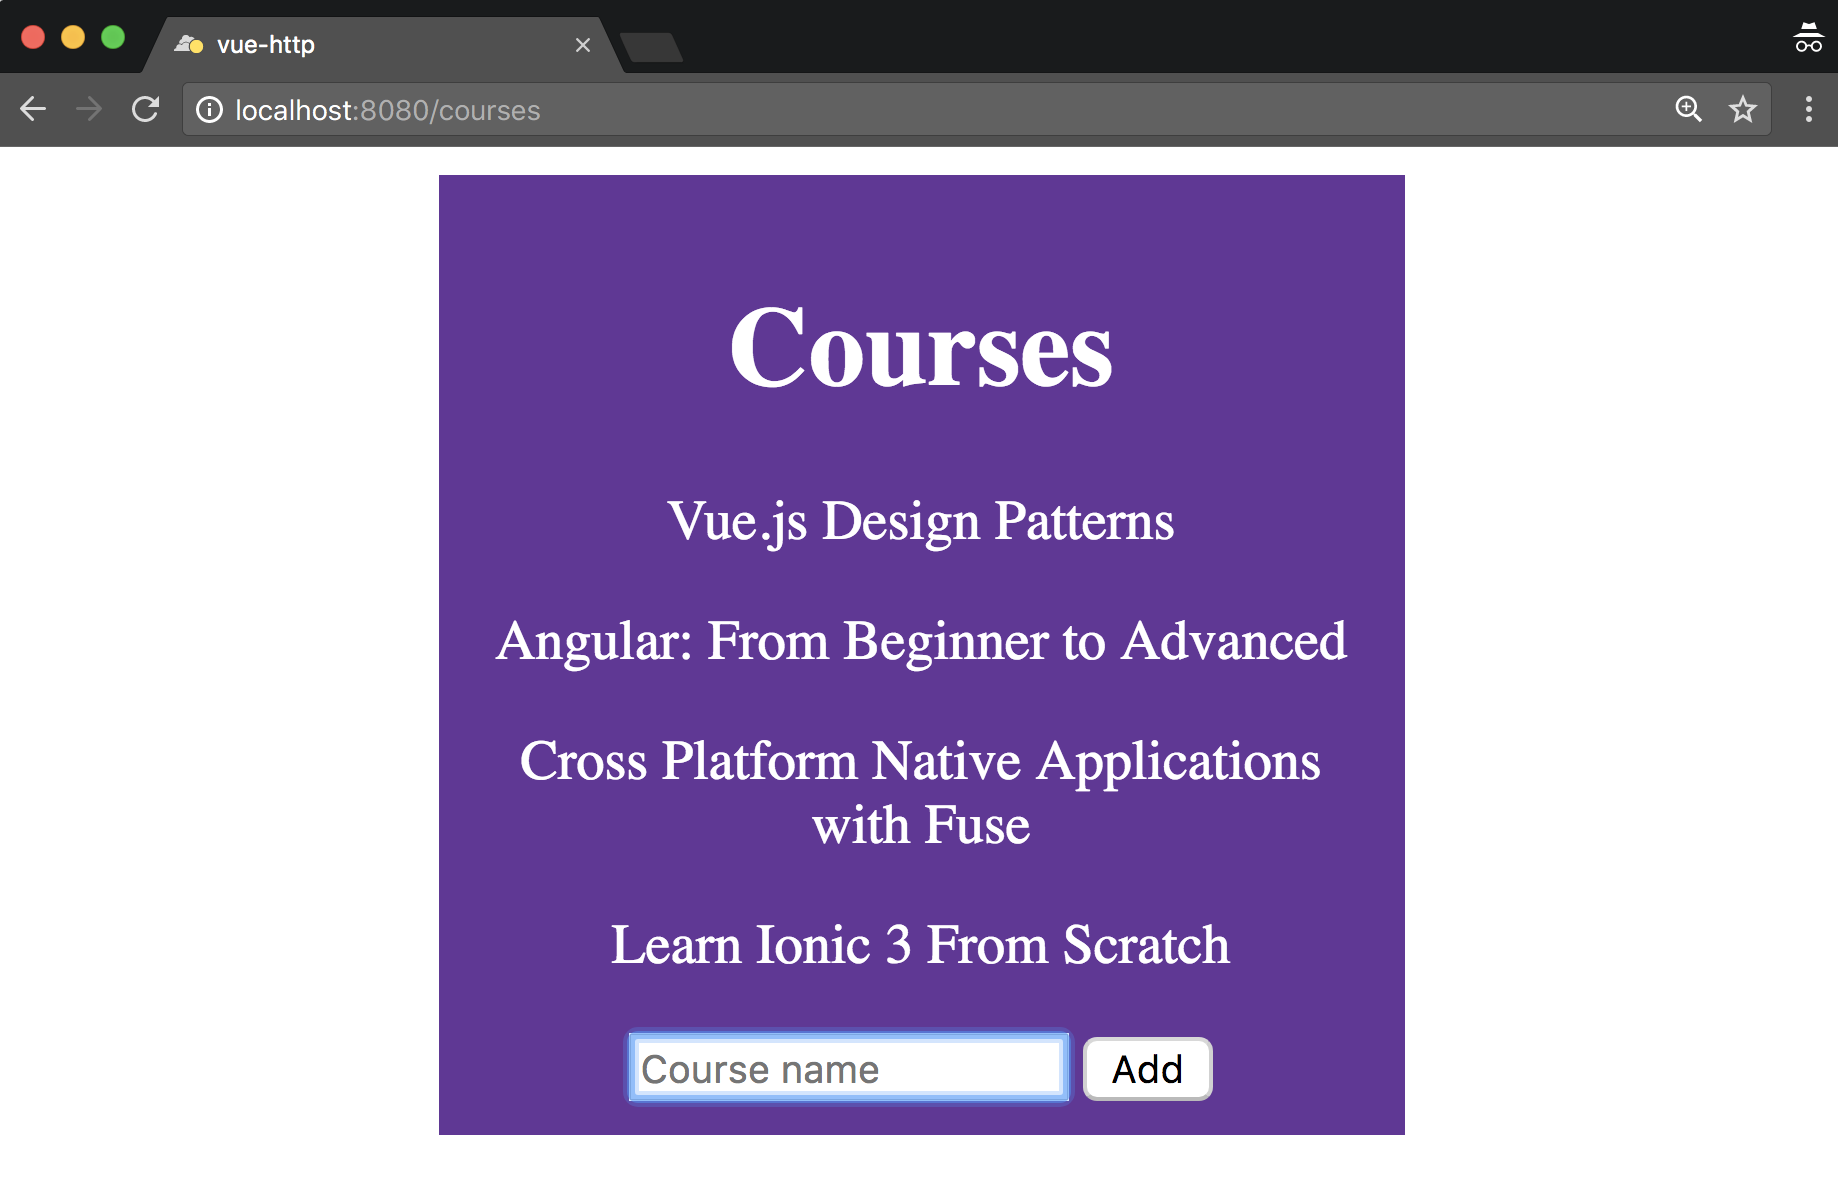 vue-http
localhost:8080/courses
Courses
Vue.js Design Patterns
Angular: From Beginner to Advanced
Cross Platform Native Applications
with Fuse
Learn Ionic 3 From Scratch
Course name Add